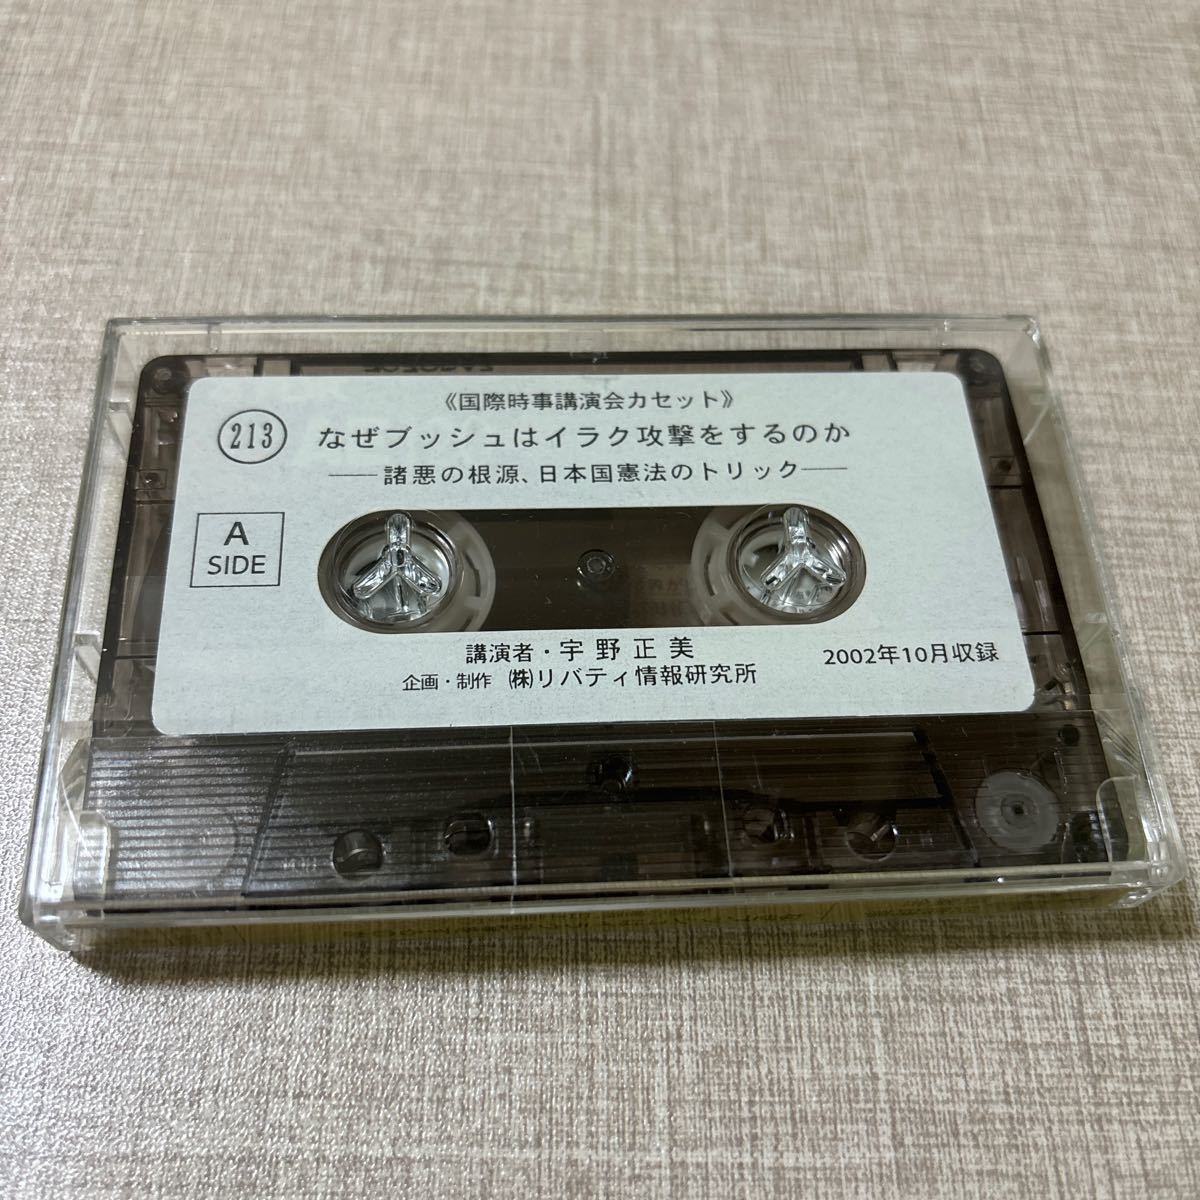 《国際時事講演会カセット》
213 なぜブッシュはイラク攻撃をするのか
――諸悪の根源、日本国憲法のトリック――
A
SIDE
講演者・宇野正美
2002年10月収録
企画・制作 ㈱リバティ情報研究所